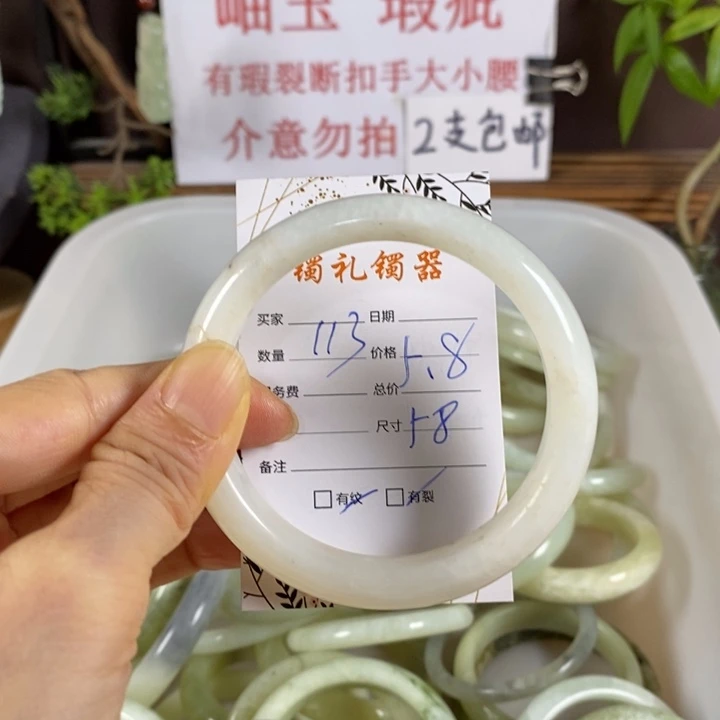 岫玉 瑕疵
有瑕裂断扣手大小腰
介意勿拍 2支包邮
镯礼镯器
买家 日期
数量 113 价格 5.8
务费 总价
尺寸 58
备注
有纹 有裂